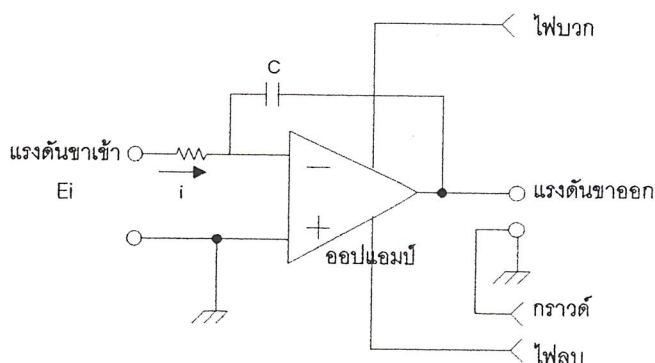 ไฟบวก
C
แรงดันขาเข้า
Ei
i
−
+
ออปแอมป์
แรงดันขาออก
กราวด์
ไฟลบ